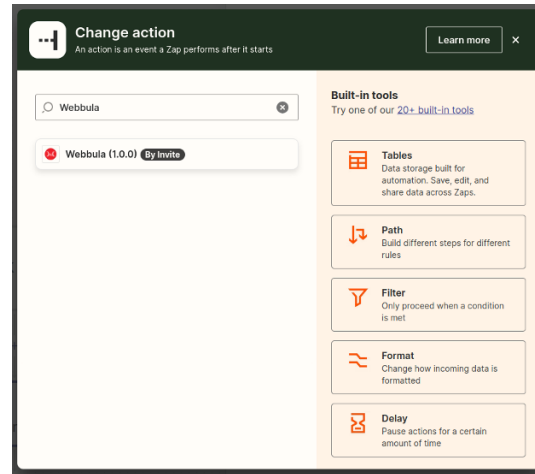 Change action
An action is an event a Zap performs after it starts
Learn more
Webbula
Webbula (1.0.0) By Invite
Built-in tools
Try one of our 20+ built-in tools
Tables
Data storage built for
automation. Save, edit, and
share data across Zaps.
Path
Build different steps for different
rules
Filter
Only proceed when a condition
is met
Format
Change how incoming data is
formatted
Delay
Pause actions for a certain
amount of time